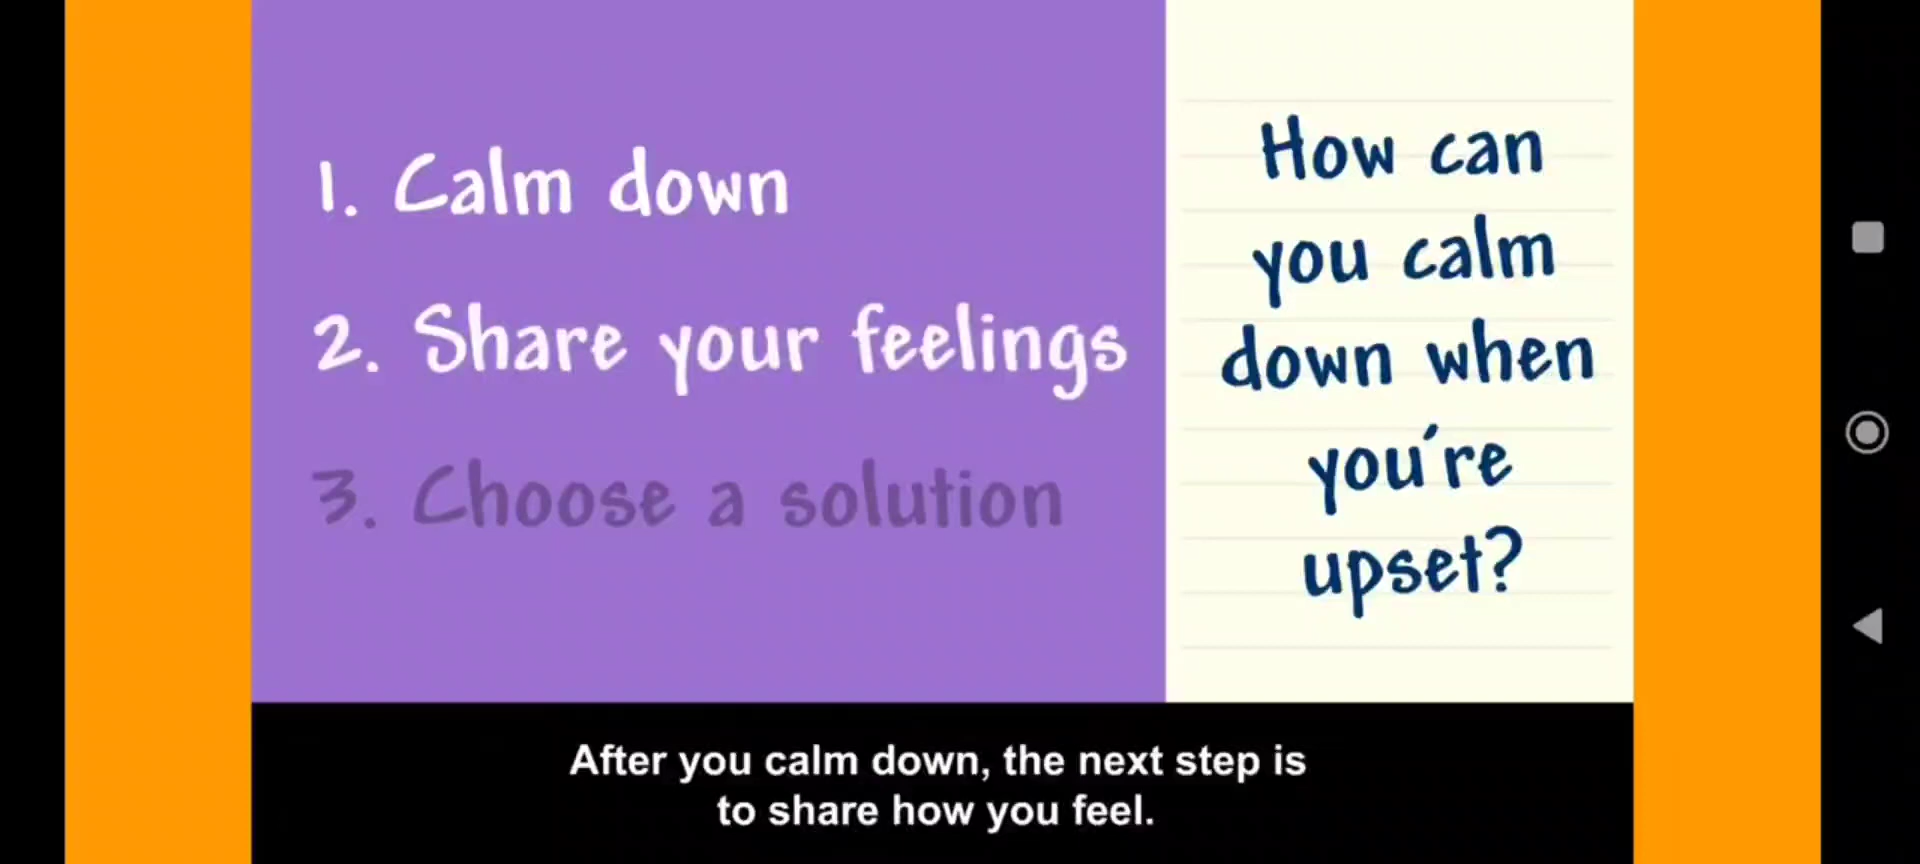 1. Calm down
2. Share your feelings
3. Choose a solution
How can
you calm
down when
you're
upset?
After you calm down, the next step is
to share how you feel.